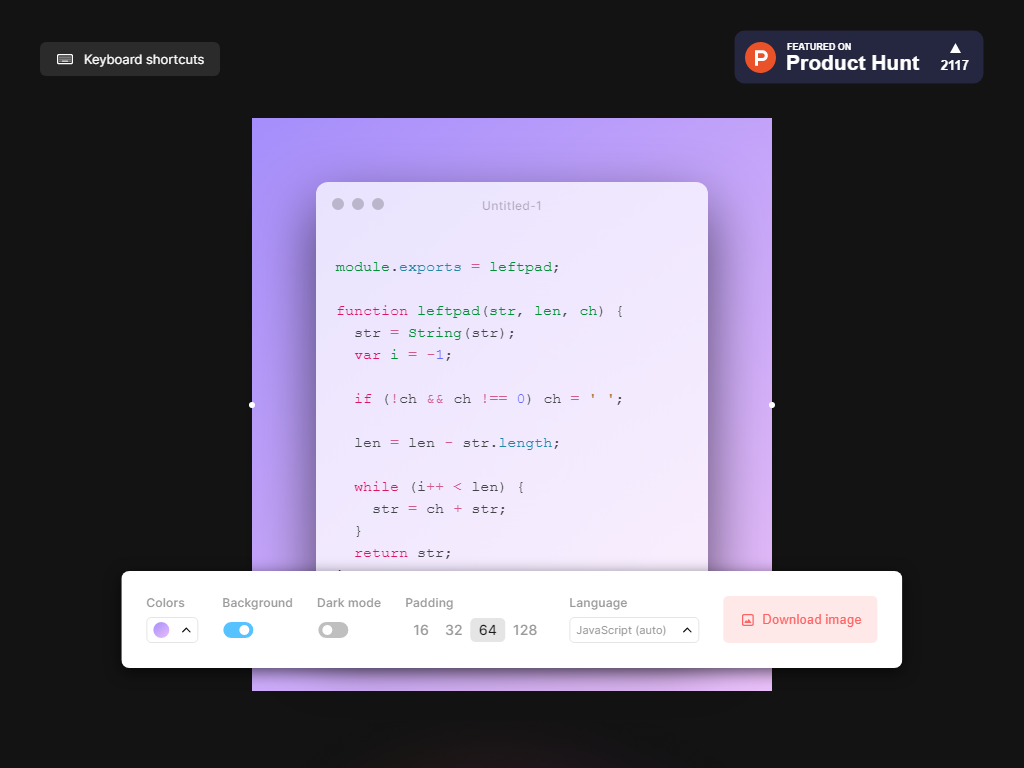 Keyboard shortcuts
FEATURED ON
Product Hunt
2117
Untitled-1
module.exports = leftpad;
function leftpad(str, len, ch) {
  str = String(str);
  var i = -1;
  if (!ch && ch !== 0) ch = ' ';
  len = len - str.length;
  while (i++ < len) {
    str = ch + str;
  }
  return str;
Colors
Background
Dark mode
Padding
16 32 64 128
Language
JavaScript (auto)
Download image